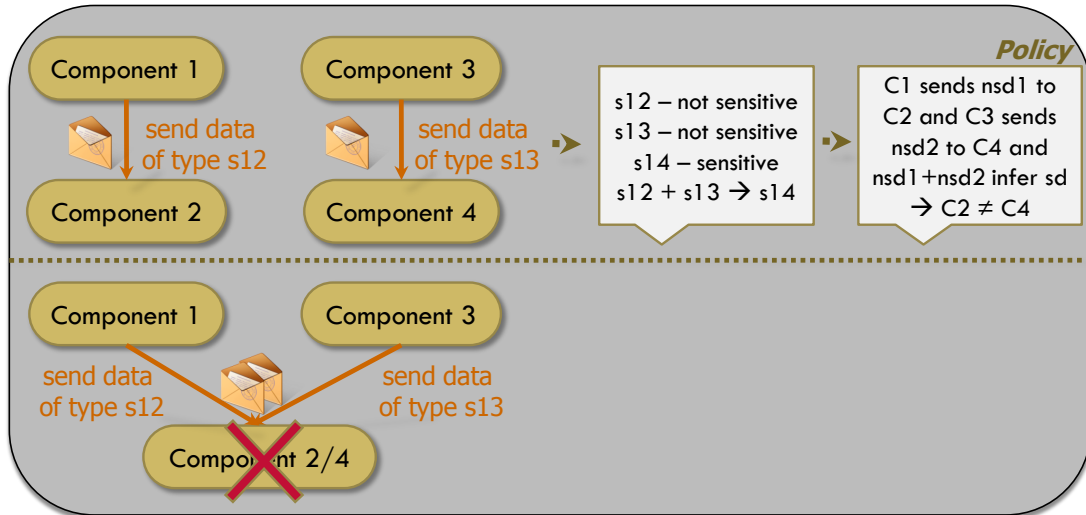 Component 1
Component 3
send data
of type s12
send data
of type s13
Component 2
Component 4
s12 – not sensitive
s13 – not sensitive
s14 – sensitive
s12 + s13 → s14
Policy
C1 sends nsd1 to
C2 and C3 sends
nsd2 to C4 and
nsd1+nsd2 infer sd
→ C2 ≠ C4
Component 1
Component 3
send data
of type s12
send data
of type s13
Component 2/4